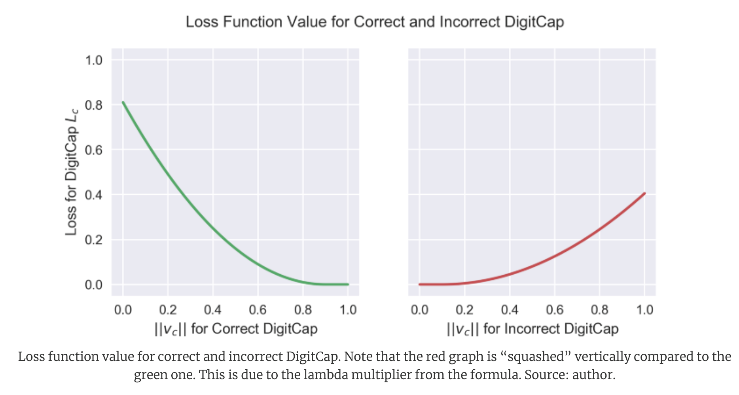 Loss Function Value for Correct and Incorrect DigitCap
Loss for DigitCap L_c
1.0
0.8
0.6
0.4
0.2
0.0
0.0 0.2 0.4 0.6 0.8 1.0
||v_c|| for Correct DigitCap
0.0 0.2 0.4 0.6 0.8 1.0
||v_c|| for Incorrect DigitCap
Loss function value for correct and incorrect DigitCap. Note that the red graph is “squashed” vertically compared to the
green one. This is due to the lambda multiplier from the formula. Source: author.